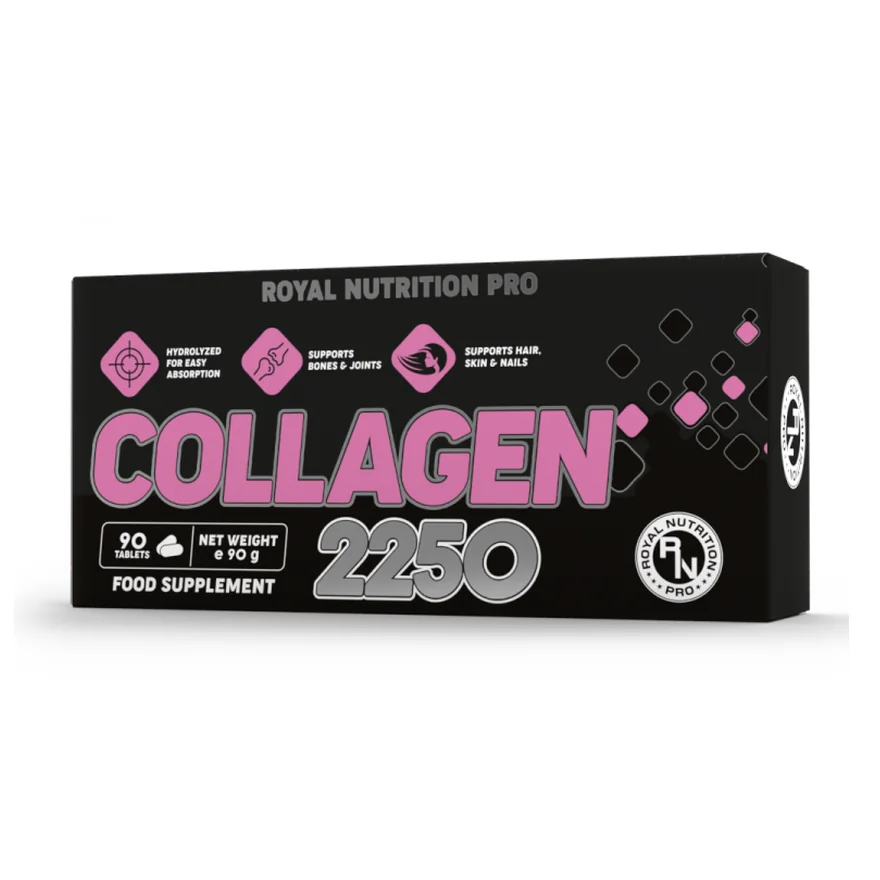 ROYAL NUTRITION PRO
HYDROLYZED
FOR EASY
ABSORPTION
SUPPORTS
BONES & JOINTS
SUPPORTS HAIR,
SKIN & NAILS
COLLAGEN
2250
90
TABLETS
NET WEIGHT
e 90 g
FOOD SUPPLEMENT
ROYAL NUTRITION
RN
PRO